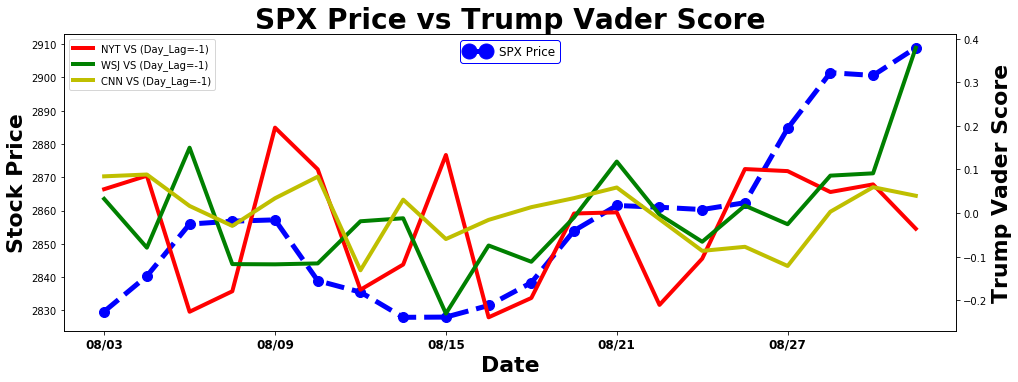 SPX Price vs Trump Vader Score
NYT VS (Day_Lag=-1)
WSJ VS (Day_Lag=-1)
CNN VS (Day_Lag=-1)
SPX Price
Stock Price
2910
2900
2890
2880
2870
2860
2850
2840
2830
0.4
0.3
0.2
0.1
0.0
−0.1
−0.2
Trump Vader Score
08/03 08/09 08/15 08/21 08/27
Date